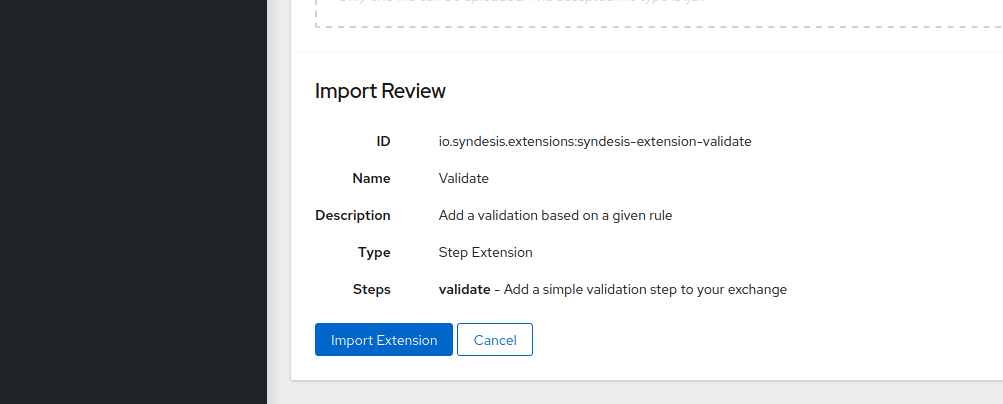 Import Review
ID io.syndesis.extensions:syndesis-extension-validate
Name Validate
Description Add a validation based on a given rule
Type Step Extension
Steps validate - Add a simple validation step to your exchange
Import Extension Cancel